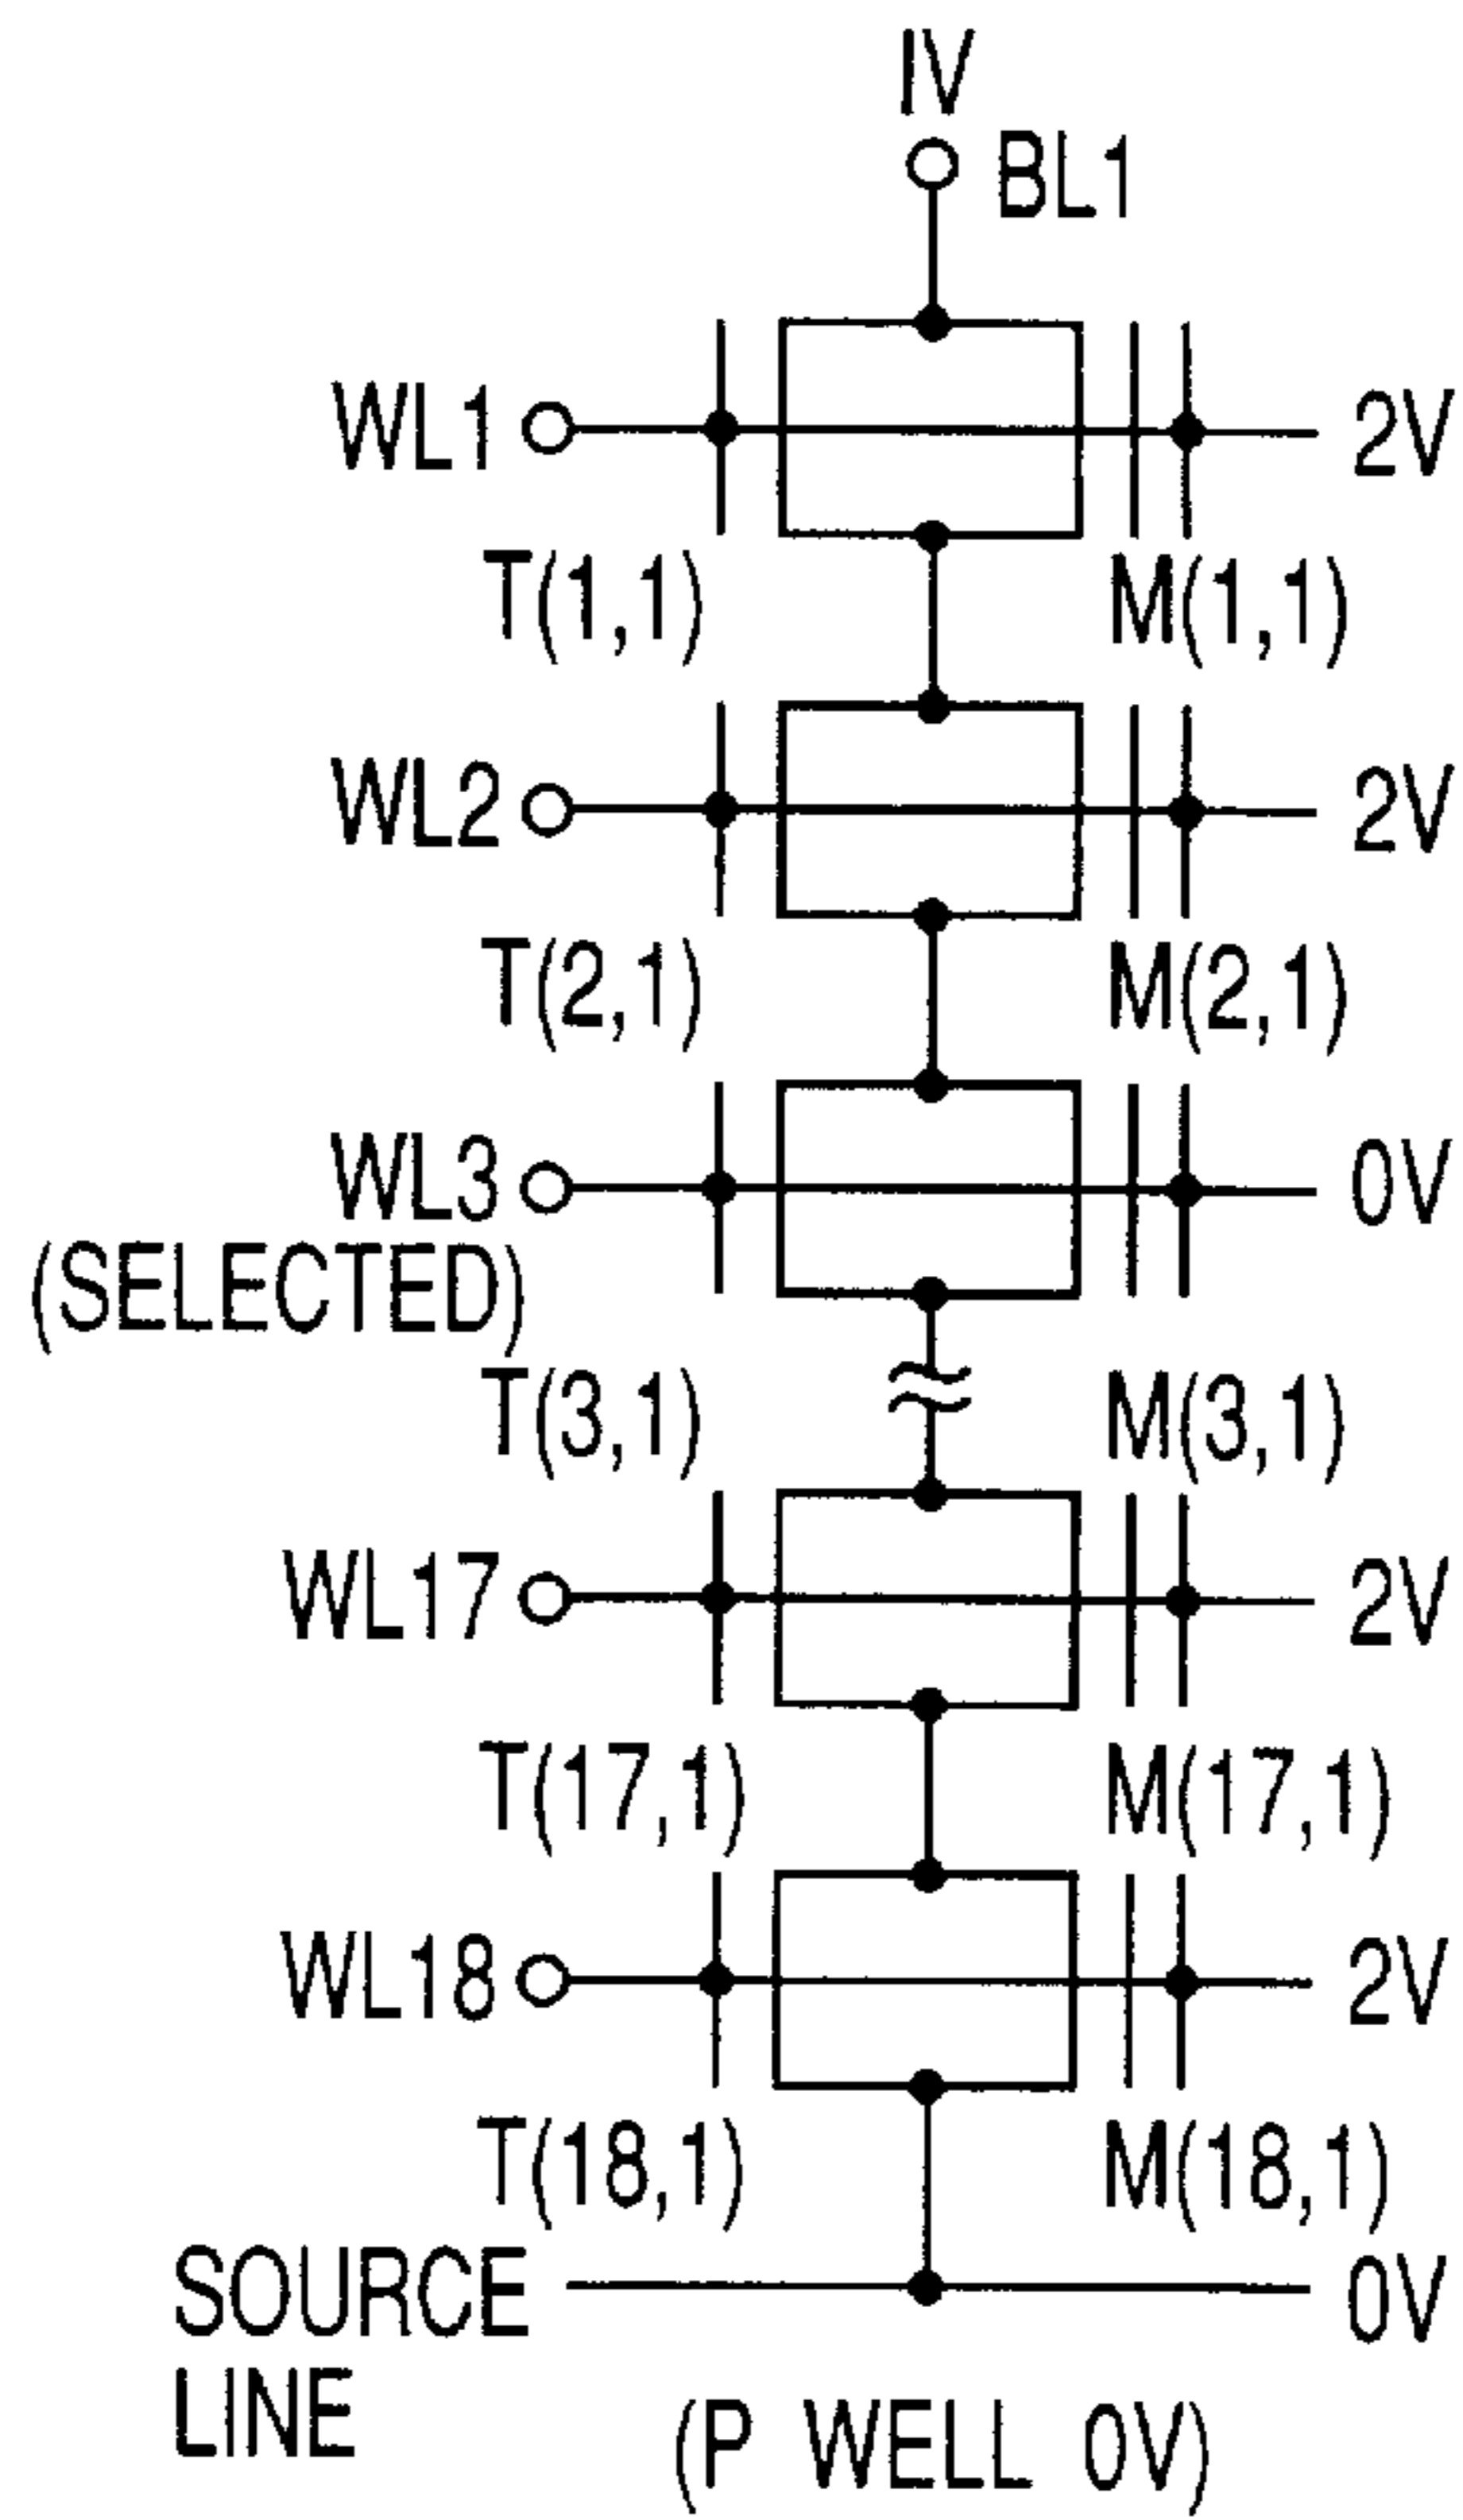 1V
BL1
WL1 2V
T(1,1) M(1,1)
WL2 2V
T(2,1) M(2,1)
WL3 0V
(SELECTED)
T(3,1) M(3,1)
WL17 2V
T(17,1) M(17,1)
WL18 2V
T(18,1) M(18,1)
SOURCE 0V
LINE
(P WELL 0V)